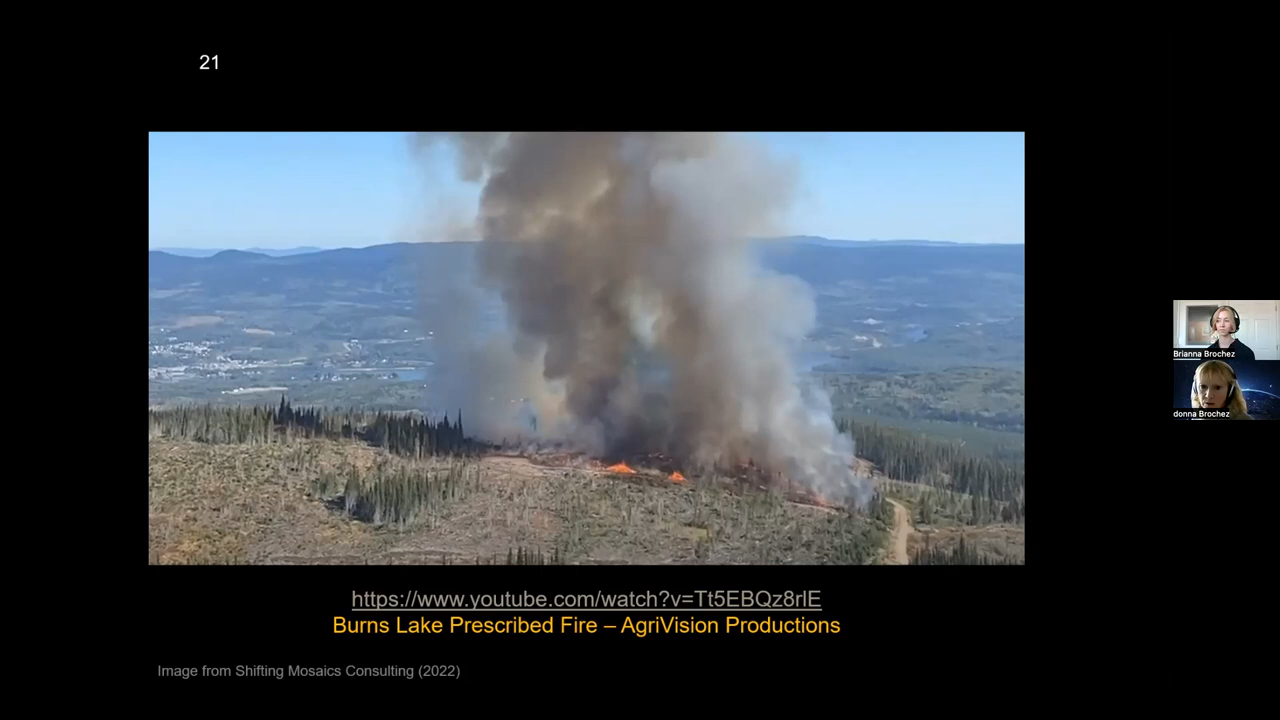 21
https://www.youtube.com/watch?v=Tt5EBQz8rlE
Burns Lake Prescribed Fire – AgriVision Productions
Image from Shifting Mosaics Consulting (2022)
Brianna Brochez
donna Brochez